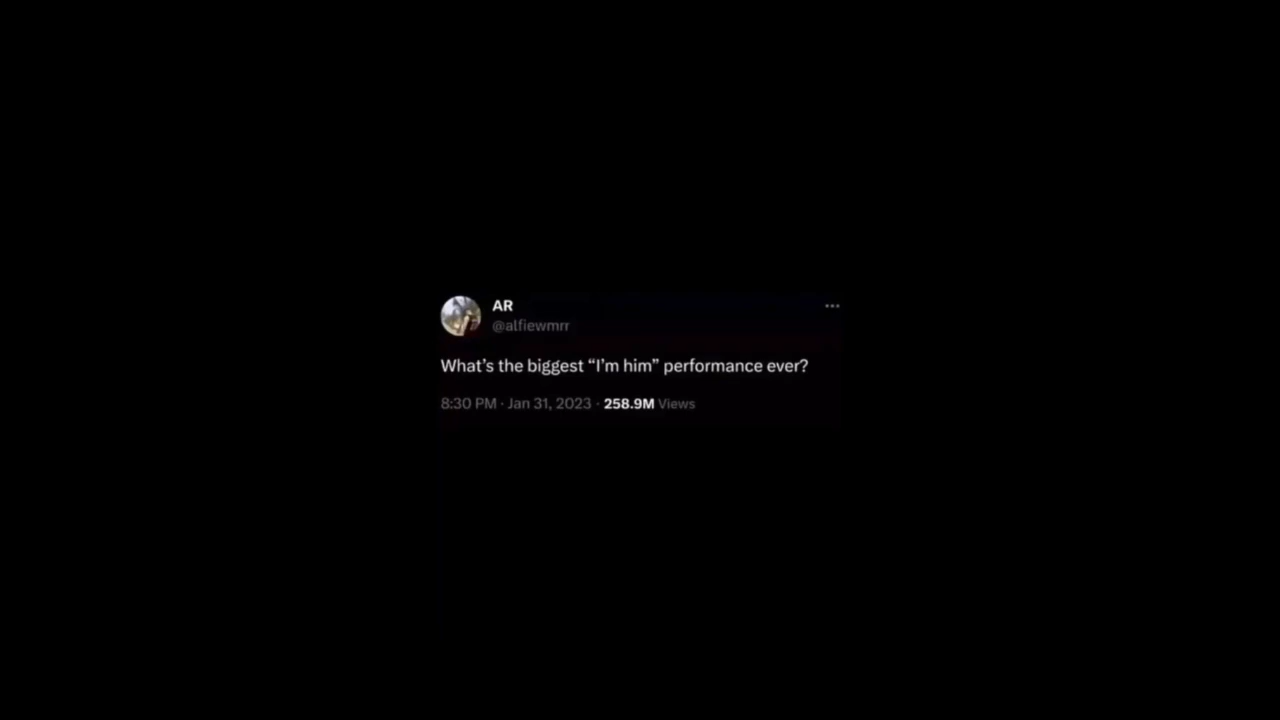 AR
@alfiewmrr
What’s the biggest “I’m him” performance ever?
8:30 PM · Jan 31, 2023 · 258.9M Views